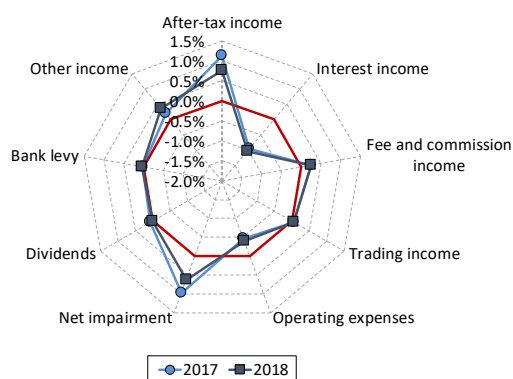 After-tax income
1.5%
1.0%
0.5%
0.0%
-0.5%
-1.0%
-1.5%
-2.0%
Interest income
Fee and commission
income
Trading income
Operating expenses
Net impairment
Dividends
Bank levy
Other income
2017
2018